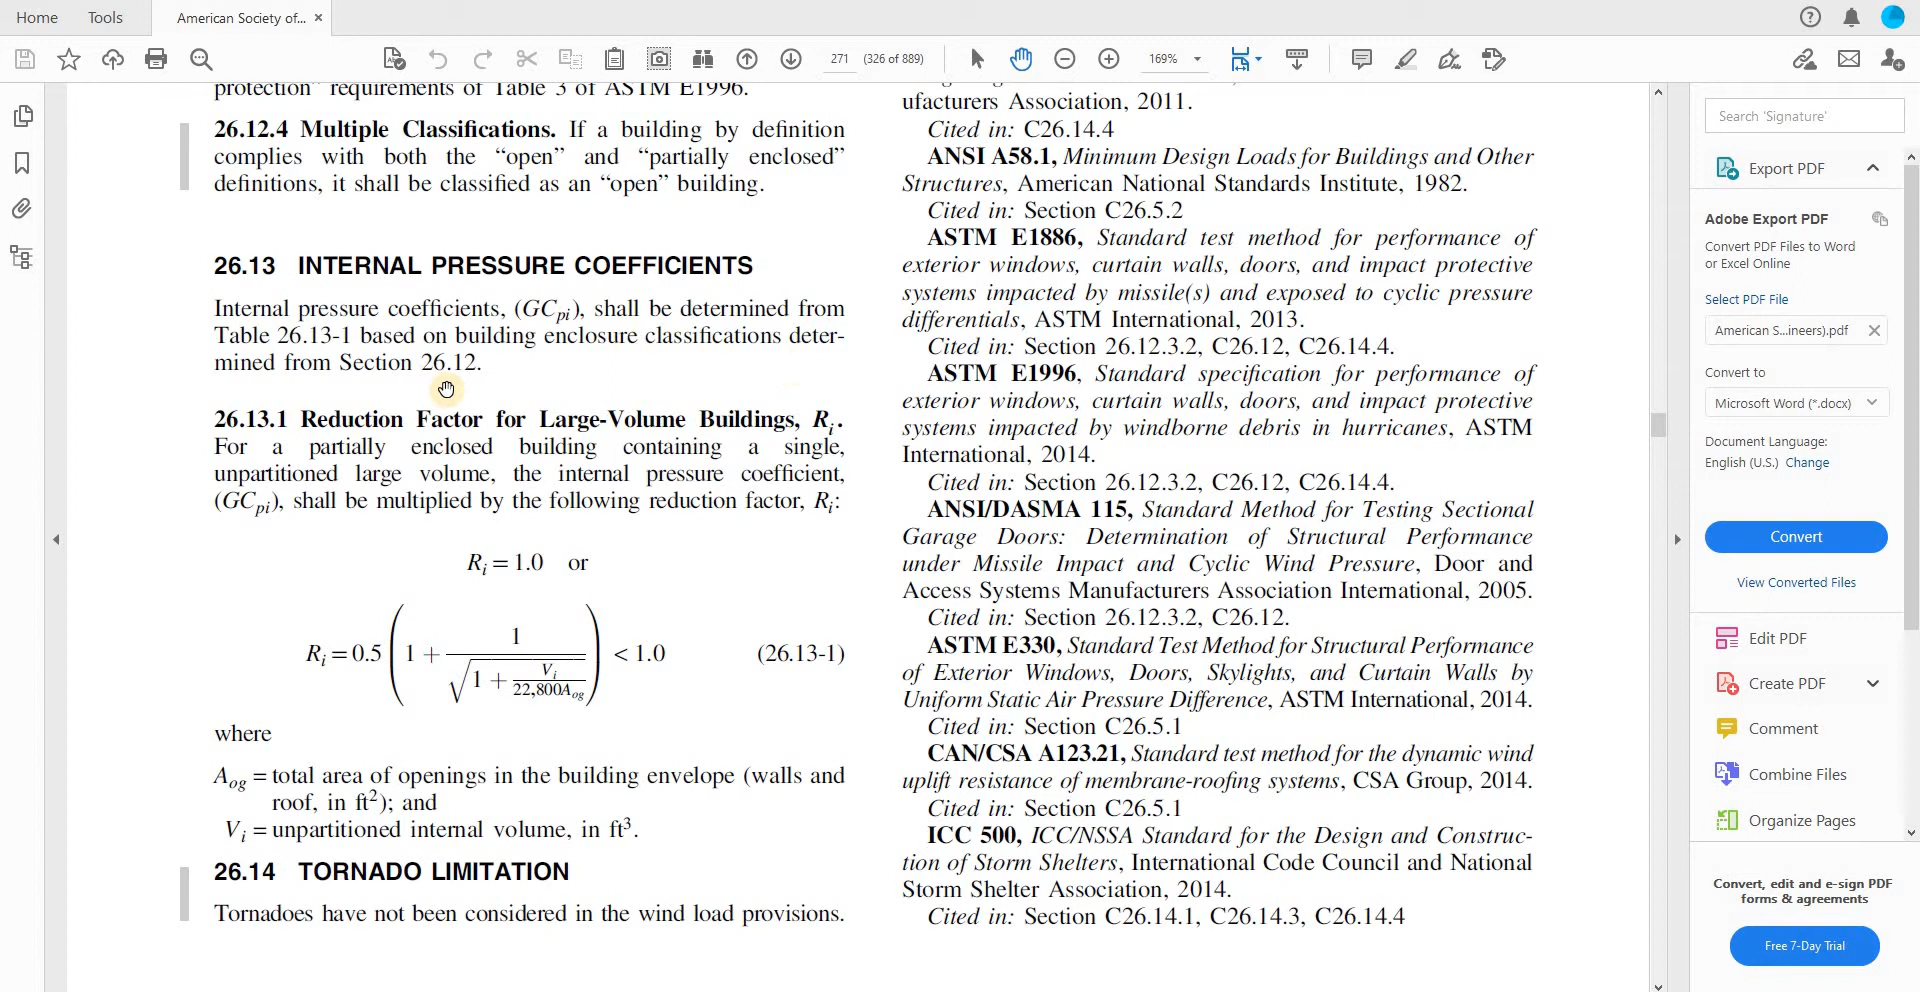 Home
Tools
American Society of...
271
(326 of 889)
169%
protection” requirements of Table 3 of ASTM E1996.
26.12.4 Multiple Classifications. If a building by definition
complies with both the “open” and “partially enclosed”
definitions, it shall be classified as an “open” building.
26.13 INTERNAL PRESSURE COEFFICIENTS
Internal pressure coefficients, (GCpi), shall be determined from
Table 26.13-1 based on building enclosure classifications deter-
mined from Section 26.12.
26.13.1 Reduction Factor for Large-Volume Buildings, Ri.
For a partially enclosed building containing a single,
unpartitioned large volume, the internal pressure coefficient,
(GCpi), shall be multiplied by the following reduction factor, Ri:
Ri = 1.0 or
Ri = 0.5 (1 + 1 / √(1 + Vi / 22,800Aog)) < 1.0 (26.13-1)
where
Aog = total area of openings in the building envelope (walls and
roof, in ft²); and
Vi = unpartitioned internal volume, in ft³.
26.14 TORNADO LIMITATION
Tornadoes have not been considered in the wind load provisions.
ufacturers Association, 2011.
Cited in: C26.14.4
ANSI A58.1, Minimum Design Loads for Buildings and Other
Structures, American National Standards Institute, 1982.
Cited in: Section C26.5.2
ASTM E1886, Standard test method for performance of
exterior windows, curtain walls, doors, and impact protective
systems impacted by missile(s) and exposed to cyclic pressure
differentials, ASTM International, 2013.
Cited in: Section 26.12.3.2, C26.12, C26.14.4.
ASTM E1996, Standard specification for performance of
exterior windows, curtain walls, doors, and impact protective
systems impacted by windborne debris in hurricanes, ASTM
International, 2014.
Cited in: Section 26.12.3.2, C26.12, C26.14.4.
ANSI/DASMA 115, Standard Method for Testing Sectional
Garage Doors: Determination of Structural Performance
under Missile Impact and Cyclic Wind Pressure, Door and
Access Systems Manufacturers Association International, 2005.
Cited in: Section 26.12.3.2, C26.12.
ASTM E330, Standard Test Method for Structural Performance
of Exterior Windows, Doors, Skylights, and Curtain Walls by
Uniform Static Air Pressure Difference, ASTM International, 2014.
Cited in: Section C26.5.1
CAN/CSA A123.21, Standard test method for the dynamic wind
uplift resistance of membrane-roofing systems, CSA Group, 2014.
Cited in: Section C26.5.1
ICC 500, ICC/NSSA Standard for the Design and Construc-
tion of Storm Shelters, International Code Council and National
Storm Shelter Association, 2014.
Cited in: Section C26.14.1, C26.14.3, C26.14.4
Search 'Signature'
Export PDF
Adobe Export PDF
Convert PDF Files to Word
or Excel Online
Select PDF File
American S...ineers).pdf
Convert to
Microsoft Word (*.docx)
Document Language:
English (U.S.) Change
Convert
View Converted Files
Edit PDF
Create PDF
Comment
Combine Files
Organize Pages
Convert, edit and e-sign PDF
forms & agreements
Free 7-Day Trial